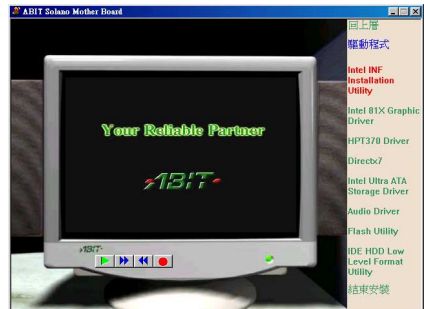 ABIT Solano Mother Board
回上層
驅動程式
Intel INF
Installation
Utility
Intel 81X Graphic
Driver
HPT370 Driver
Directx7
Intel Ultra ATA
Storage Driver
Audio Driver
Flash Utility
IDE HDD Low
Level Format
Utility
結束安裝
Your Reliable Partner
ABIT
ABIT